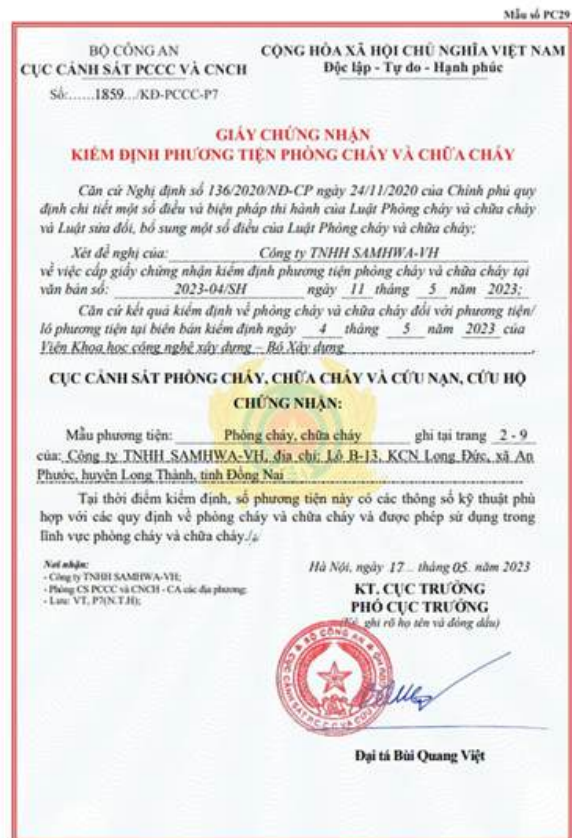 Mẫu số PC29
BỘ CÔNG AN
CỤC CẢNH SÁT PCCC VÀ CNCH
Số:......1859.../KĐ-PCCC-P7
CỘNG HÒA XÃ HỘI CHỦ NGHĨA VIỆT NAM
Độc lập - Tự do - Hạnh phúc
GIẤY CHỨNG NHẬN
KIỂM ĐỊNH PHƯƠNG TIỆN PHÒNG CHÁY VÀ CHỮA CHÁY
Căn cứ Nghị định số 136/2020/NĐ-CP ngày 24/11/2020 của Chính phủ quy
định chi tiết một số điều và biện pháp thi hành của Luật Phòng cháy và chữa cháy
và Luật sửa đổi, bổ sung một số điều của Luật Phòng cháy và chữa cháy;
Xét đề nghị của: Công ty TNHH SAMHWA-VH
về việc cấp giấy chứng nhận kiểm định phương tiện phòng cháy và chữa cháy tại
văn bản số: 2023-04/SH ngày 11 tháng 5 năm 2023;
Căn cứ kết quả kiểm định về phòng cháy và chữa cháy đối với phương tiện/
lô phương tiện tại biên bản kiểm định ngày 4 tháng 5 năm 2023 của
Viện Khoa học công nghệ xây dựng – Bộ Xây dựng
CỤC CẢNH SÁT PHÒNG CHÁY, CHỮA CHÁY VÀ CỨU NẠN, CỨU HỘ
CHỨNG NHẬN:
Mẫu phương tiện: Phòng cháy, chữa cháy ghi tại trang 2 - 9
của: Công ty TNHH SAMHWA-VH, địa chỉ: Lô B-13, KCN Long Đức, xã An
Phước, huyện Long Thành, tỉnh Đồng Nai
Tại thời điểm kiểm định, số phương tiện này có các thông số kỹ thuật phù
hợp với các quy định về phòng cháy và chữa cháy và được phép sử dụng trong
lĩnh vực phòng cháy và chữa cháy./.
Nơi nhận:
- Công ty TNHH SAMHWA-VH;
- Phòng CS PCCC và CNCH - CA các địa phương;
- Lưu: VT, P7(N.T.H);
Hà Nội, ngày 17 tháng 05 năm 2023
KT. CỤC TRƯỞNG
PHÓ CỤC TRƯỞNG
(Ký, ghi rõ họ tên và đóng dấu)
BỘ CÔNG AN
Đại tá Bùi Quang Việt